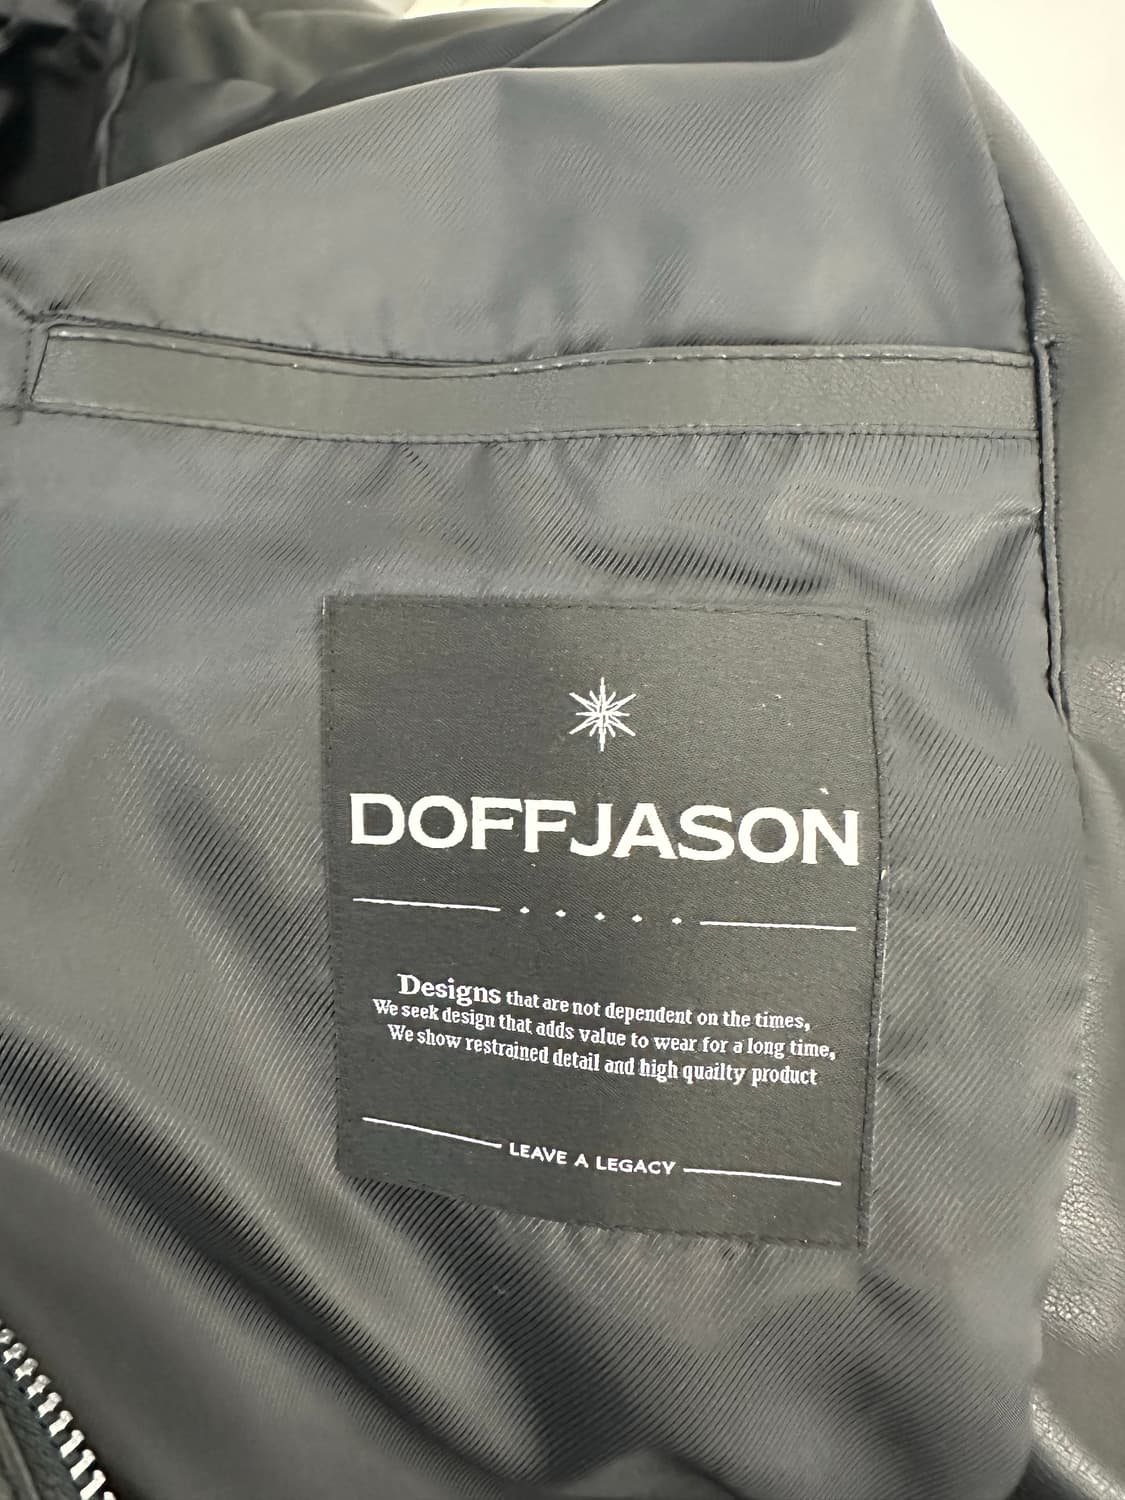 DOFFJASON
Designs that are not dependent on the times,
We seek design that adds value to wear for a long time,
We show restrained detail and high quailty product
LEAVE A LEGACY